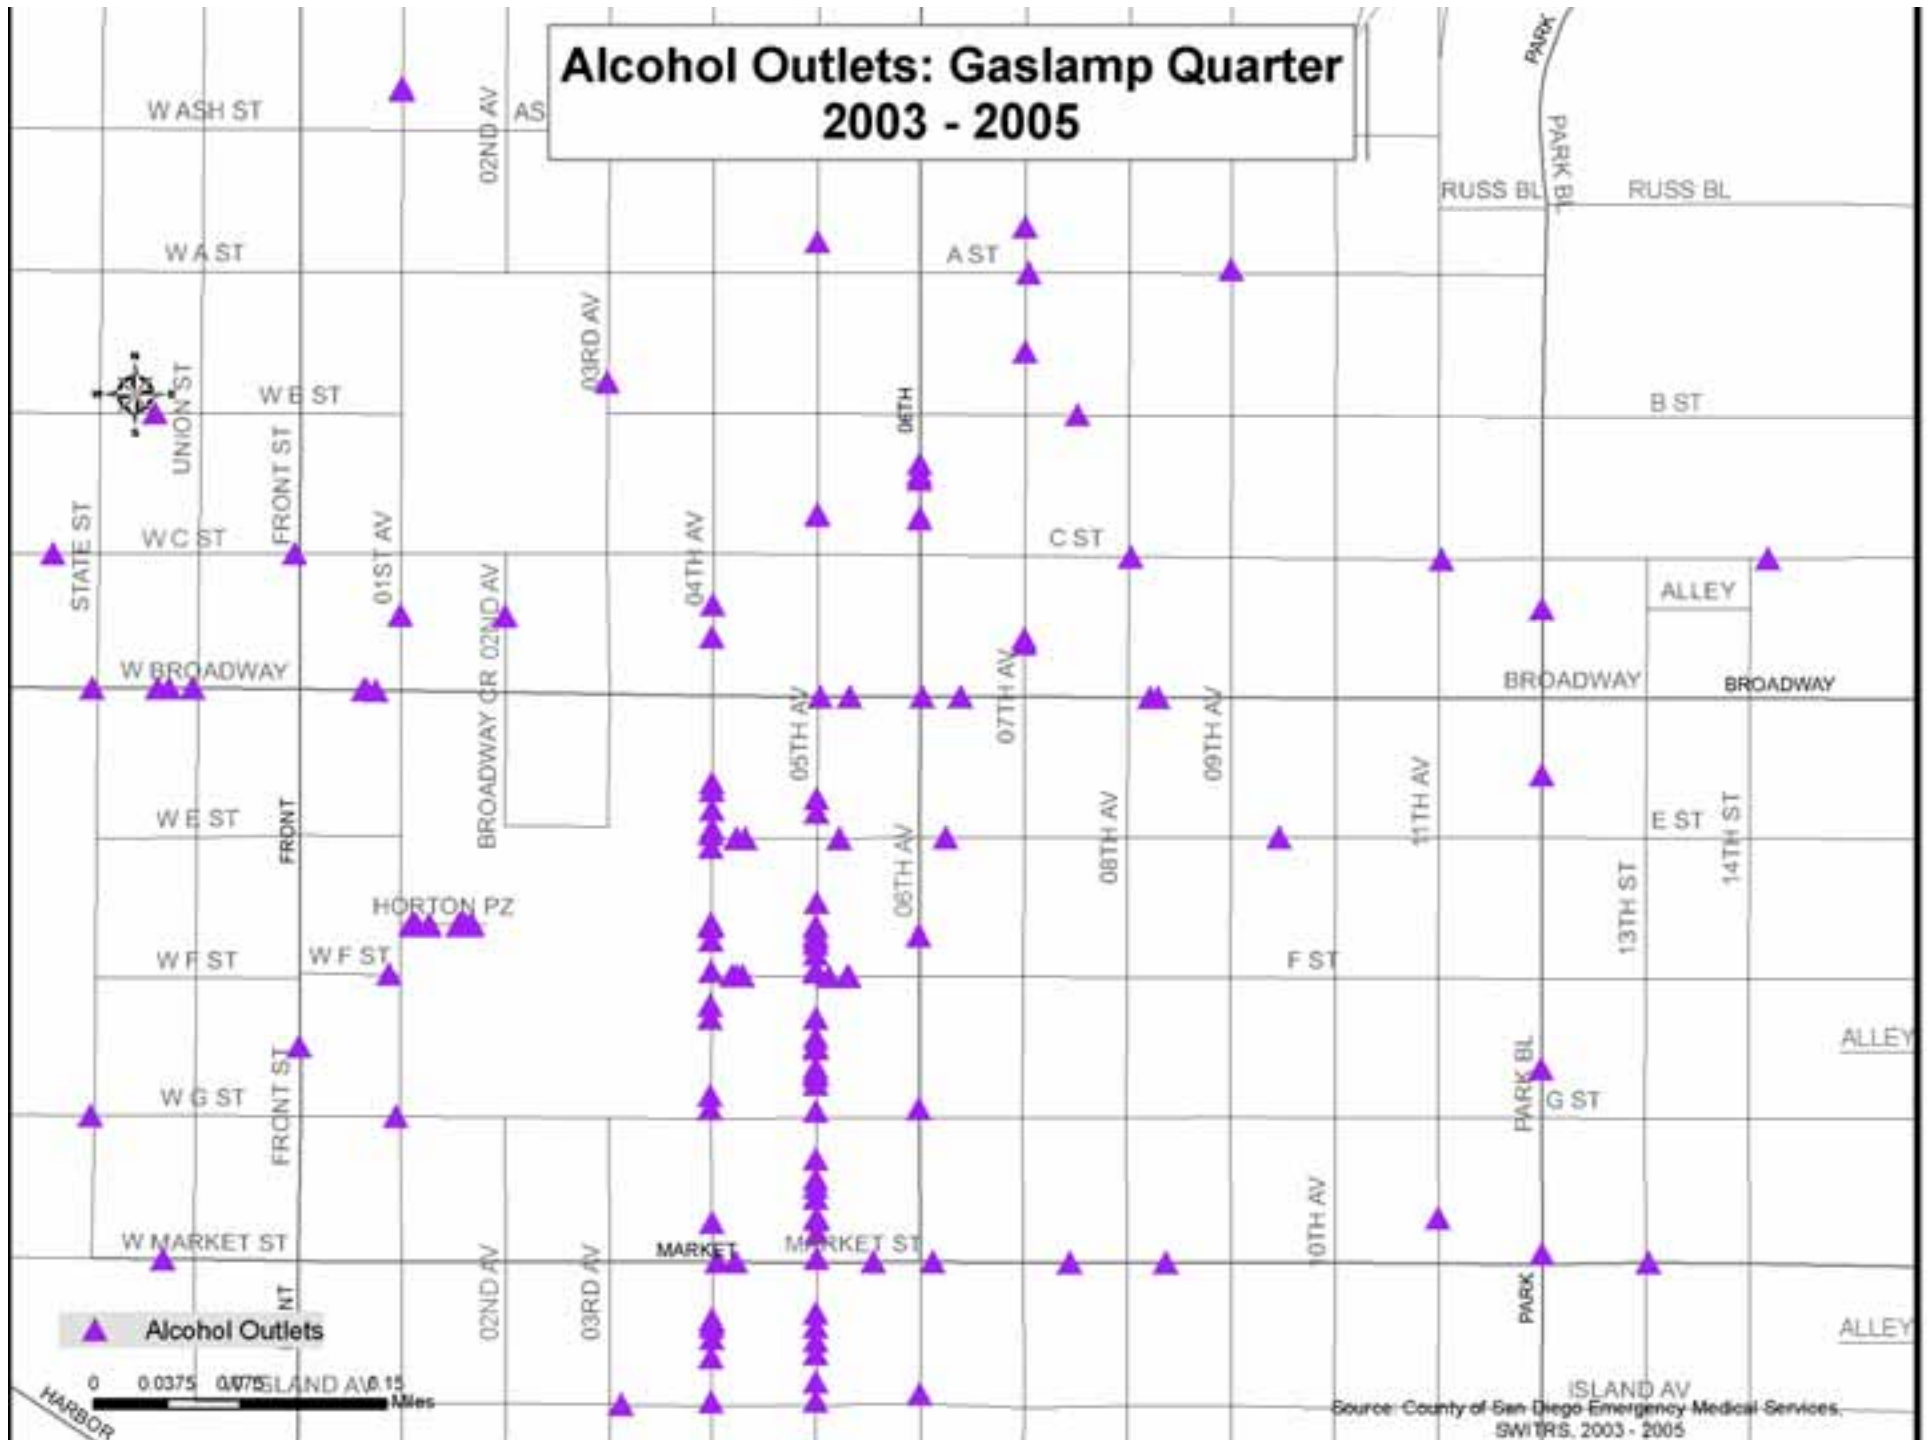 Alcohol Outlets: Gaslamp Quarter
2003 - 2005
PARK
W ASH ST
02ND AV
AS
PARK BL
RUSS BL
RUSS BL
W A ST
A ST
03RD AV
UNION ST
W B ST
06TH
B ST
FRONT ST
STATE ST
W C ST
01ST AV
04TH AV
C ST
ALLEY
02ND AV
W BROADWAY
BROADWAY CR
05TH AV
07TH AV
09TH AV
BROADWAY
BROADWAY
W E ST
FRONT
06TH AV
08TH AV
11TH AV
E ST
14TH ST
13TH ST
HORTON PZ
W F ST
W F ST
F ST
ALLEY
FRONT ST
W G ST
PARK BL
G ST
10TH AV
W MARKET ST
MARKET
MARKET ST
02ND AV
03RD AV
PARK
NT
Alcohol Outlets
ALLEY
0 0.0375 0.075 0.15
Miles
W ISLAND AV
HARBOR
ISLAND AV
Source: County of San Diego Emergency Medical Services,
SWITRS, 2003 - 2005